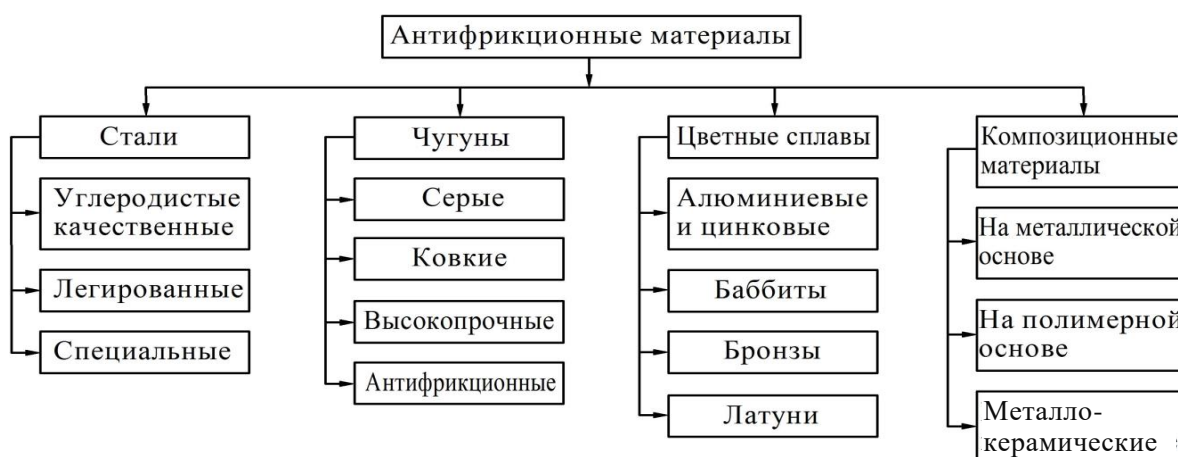 Антифрикционные материалы
Стали
Углеродистые
качественные
Легированные
Специальные
Чугуны
Серые
Ковкие
Высокопрочные
Антифрикционные
Цветные сплавы
Алюминиевые
и цинковые
Баббиты
Бронзы
Латуни
Композиционные
материалы
На металлической
основе
На полимерной
основе
Металло-
керамические